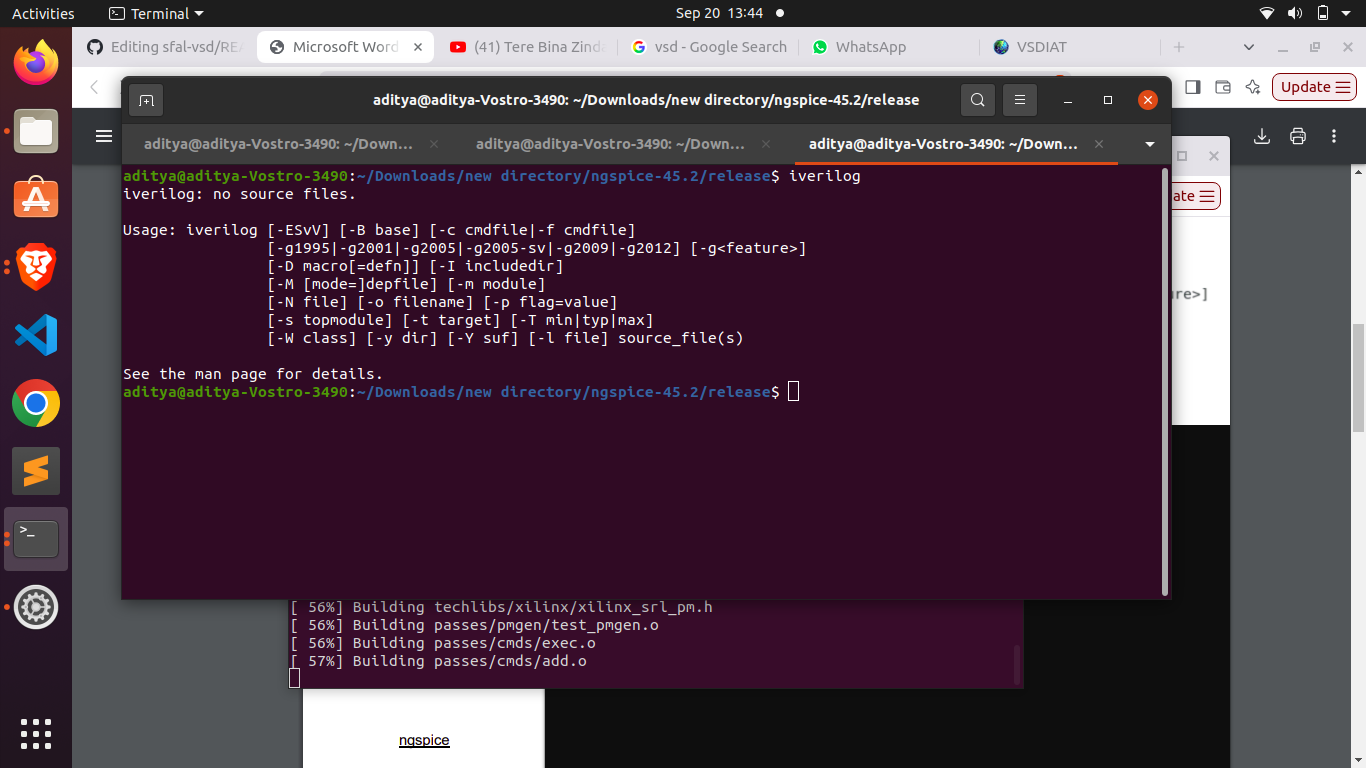 Activities
Terminal
Sep 20 13:44
Editing sfal-vsd/REA
Microsoft Word
(41) Tere Bina Zinda
vsd - Google Search
WhatsApp
VSDIAT
Update
aditya@aditya-Vostro-3490: ~/Downloads/new directory/ngspice-45.2/release
aditya@aditya-Vostro-3490: ~/Down...
aditya@aditya-Vostro-3490: ~/Down...
aditya@aditya-Vostro-3490: ~/Down...
aditya@aditya-Vostro-3490:~/Downloads/new directory/ngspice-45.2/release$ iverilog
iverilog: no source files.
Usage: iverilog [-ESvV] [-B base] [-c cmdfile|-f cmdfile]
[-g1995|-g2001|-g2005|-g2005-sv|-g2009|-g2012] [-g<feature>]
[-D macro[=defn]] [-I includedir]
[-M [mode=]depfile] [-m module]
[-N file] [-o filename] [-p flag=value]
[-s topmodule] [-t target] [-T min|typ|max]
[-W class] [-y dir] [-Y suf] [-l file] source_file(s)
See the man page for details.
aditya@aditya-Vostro-3490:~/Downloads/new directory/ngspice-45.2/release$
ate
ure>]
[ 56%] Building techlibs/xilinx/xilinx_srl_pm.h
[ 56%] Building passes/pmgen/test_pmgen.o
[ 56%] Building passes/cmds/exec.o
[ 57%] Building passes/cmds/add.o
ngspice